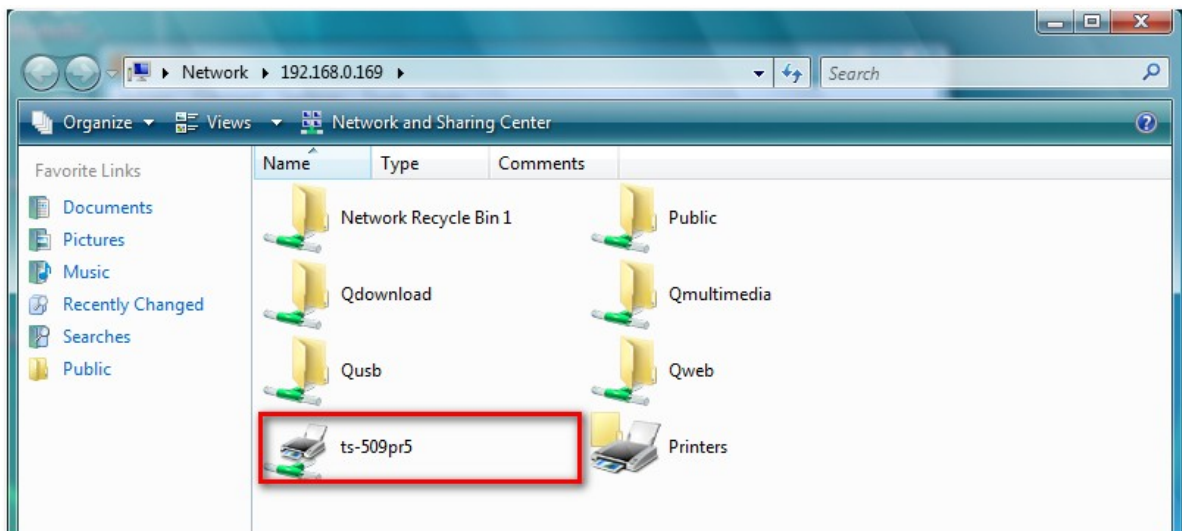 Network 192.168.0.169 Search
Organize Views Network and Sharing Center
Favorite Links
Documents
Pictures
Music
Recently Changed
Searches
Public
Name Type Comments
Network Recycle Bin 1 Public
Qdownload Qmultimedia
Qusb Qweb
ts-509pr5 Printers